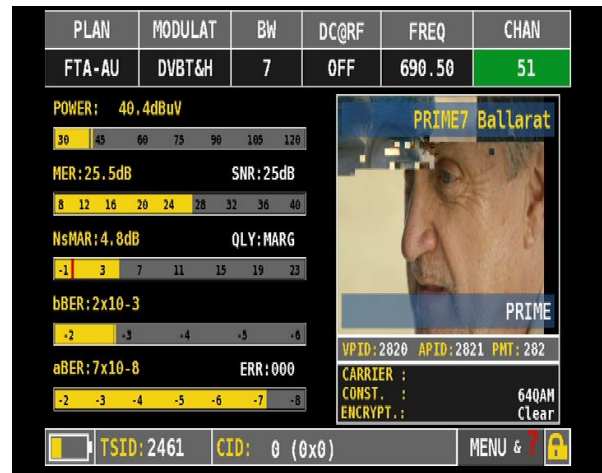 PLAN MODULAT BW DC@RF FREQ CHAN
FTA-AU DVBT&H 7 OFF 690.50 51
POWER: 40.4dBuV
30 45 60 75 90 105 120
MER:25.5dB SNR:25dB
8 12 16 20 24 28 32 36 40
NsMAR:4.8dB QLY:MARG
-1 3 7 11 15 19 23
bBER:2x10-3
-2 -3 -4 -5 -6
aBER:7x10-8 ERR:000
-2 -3 -4 -5 -6 -7 -8
PRIME7 Ballarat
PRIME
VPID:2820 APID:2821 PMT:282
CARRIER :
CONST. : 64QAM
ENCRYPT.: Clear
TSID:2461 CID: 0 (0x0) MENU & ?